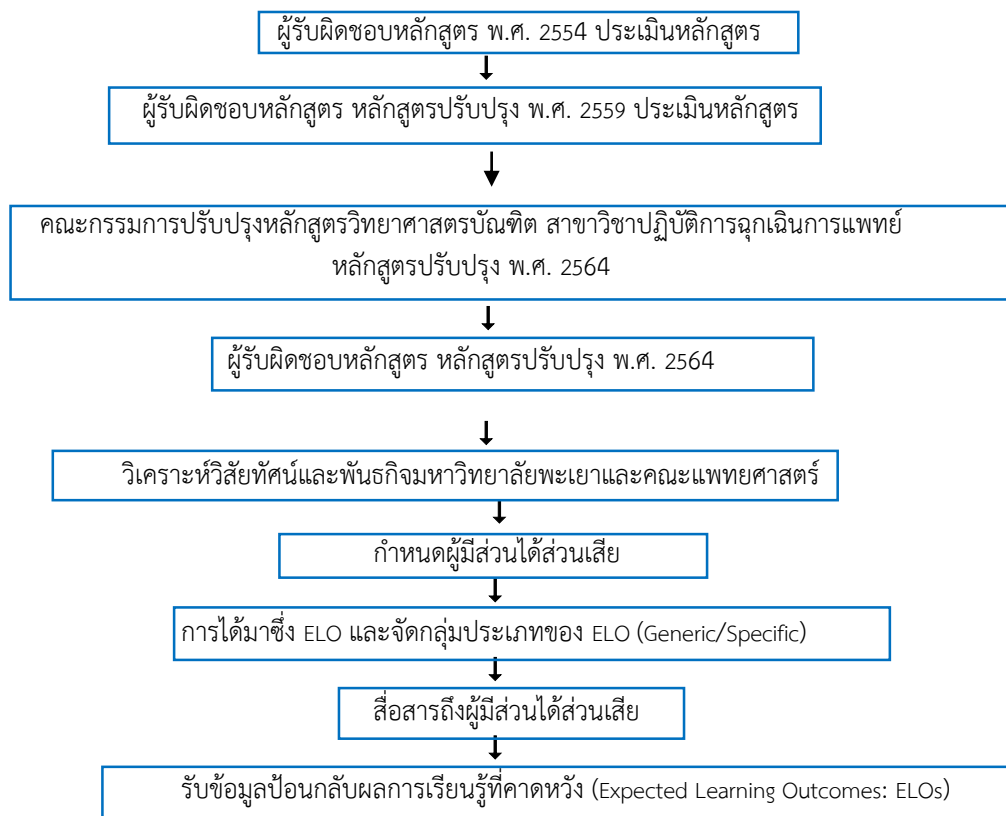 ผู้รับผิดชอบหลักสูตร พ.ศ. 2554 ประเมินหลักสูตร
ผู้รับผิดชอบหลักสูตร หลักสูตรปรับปรุง พ.ศ. 2559 ประเมินหลักสูตร
คณะกรรมการปรับปรุงหลักสูตรวิทยาศาสตรบัณฑิต สาขาวิชาปฏิบัติการฉุกเฉินการแพทย์
หลักสูตรปรับปรุง พ.ศ. 2564
ผู้รับผิดชอบหลักสูตร หลักสูตรปรับปรุง พ.ศ. 2564
วิเคราะห์วิสัยทัศน์และพันธกิจมหาวิทยาลัยพะเยาและคณะแพทยศาสตร์
กำหนดผู้มีส่วนได้ส่วนเสีย
การได้มาซึ่ง ELO และจัดกลุ่มประเภทของ ELO (Generic/Specific)
สื่อสารถึงผู้มีส่วนได้ส่วนเสีย
รับข้อมูลป้อนกลับผลการเรียนรู้ที่คาดหวัง (Expected Learning Outcomes: ELOs)